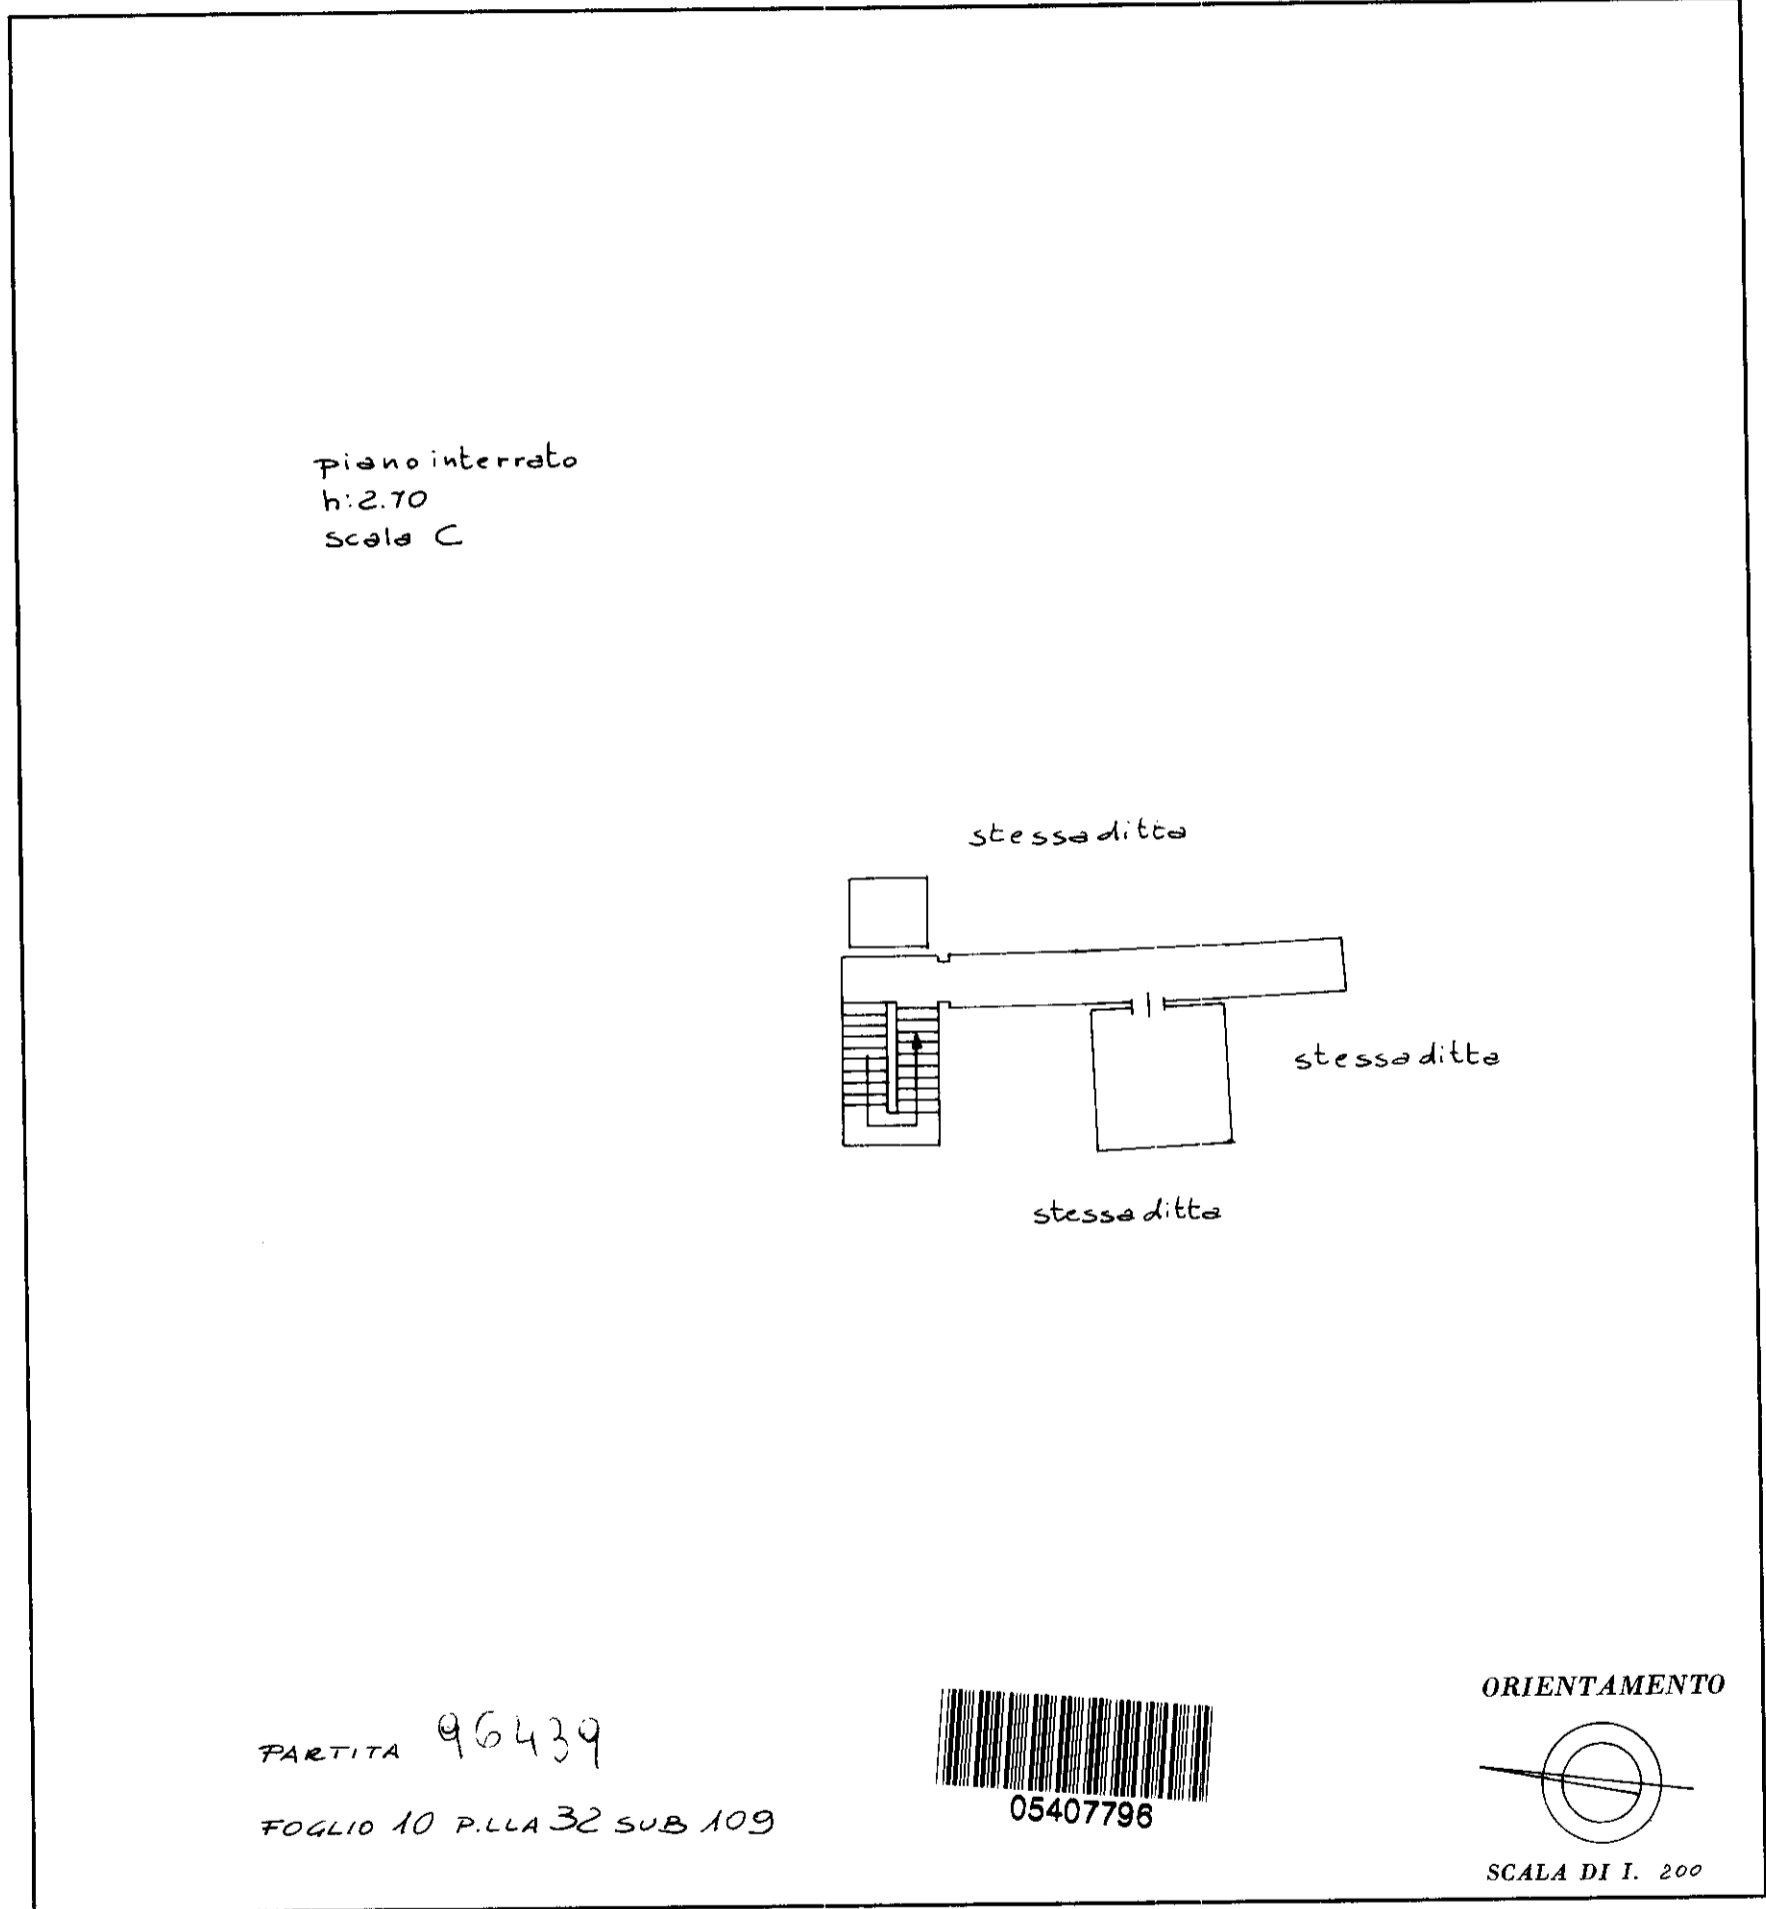 piano interrato
h: 2.70
scala C
stessa ditta
stessa ditta
stessa ditta
PARTITA 96439
FOGLIO 10 P.LLA 32 SUB 109
05407796
ORIENTAMENTO
SCALA DI I. 200